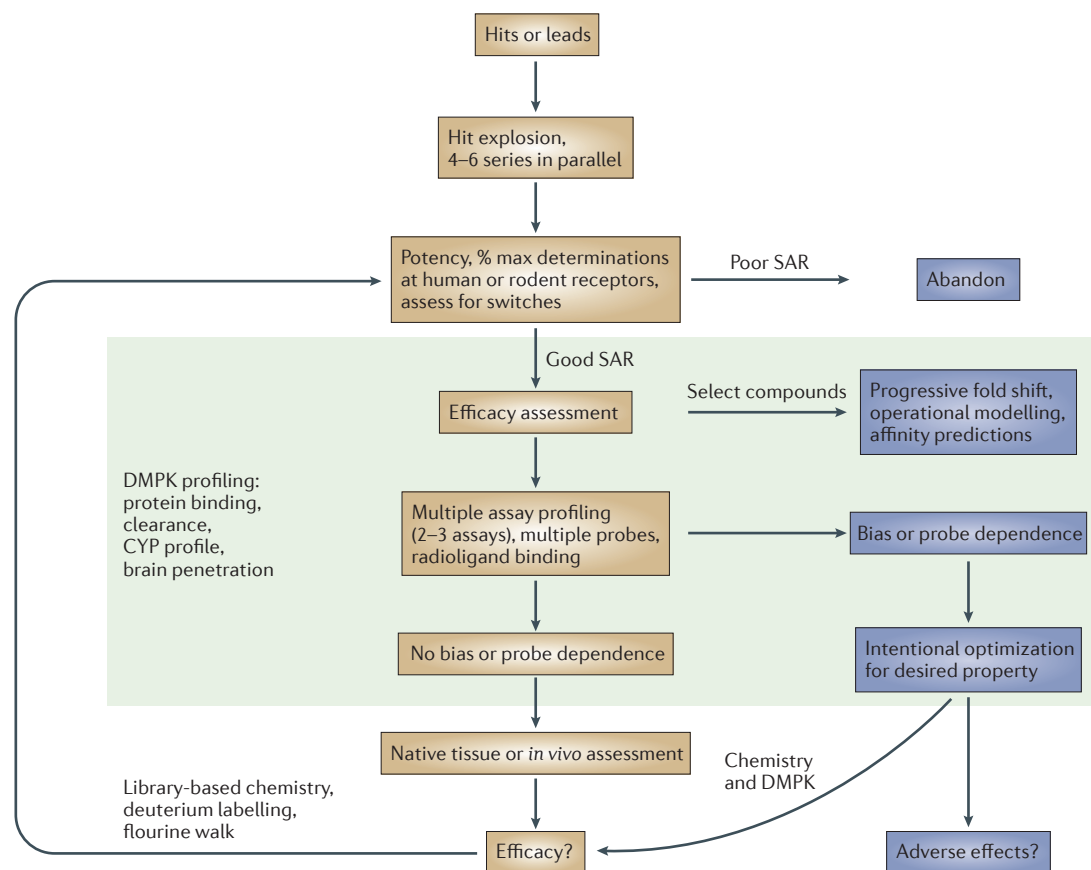 Hits or leads
Hit explosion,
4–6 series in parallel
Potency, % max determinations
at human or rodent receptors,
assess for switches
Poor SAR
Abandon
Good SAR
Efficacy assessment
Select compounds
Progressive fold shift,
operational modelling,
affinity predictions
DMPK profiling:
protein binding,
clearance,
CYP profile,
brain penetration
Multiple assay profiling
(2–3 assays), multiple probes,
radioligand binding
Bias or probe dependence
No bias or probe dependence
Intentional optimization
for desired property
Native tissue or in vivo assessment
Chemistry
and DMPK
Library-based chemistry,
deuterium labelling,
flourine walk
Efficacy?
Adverse effects?